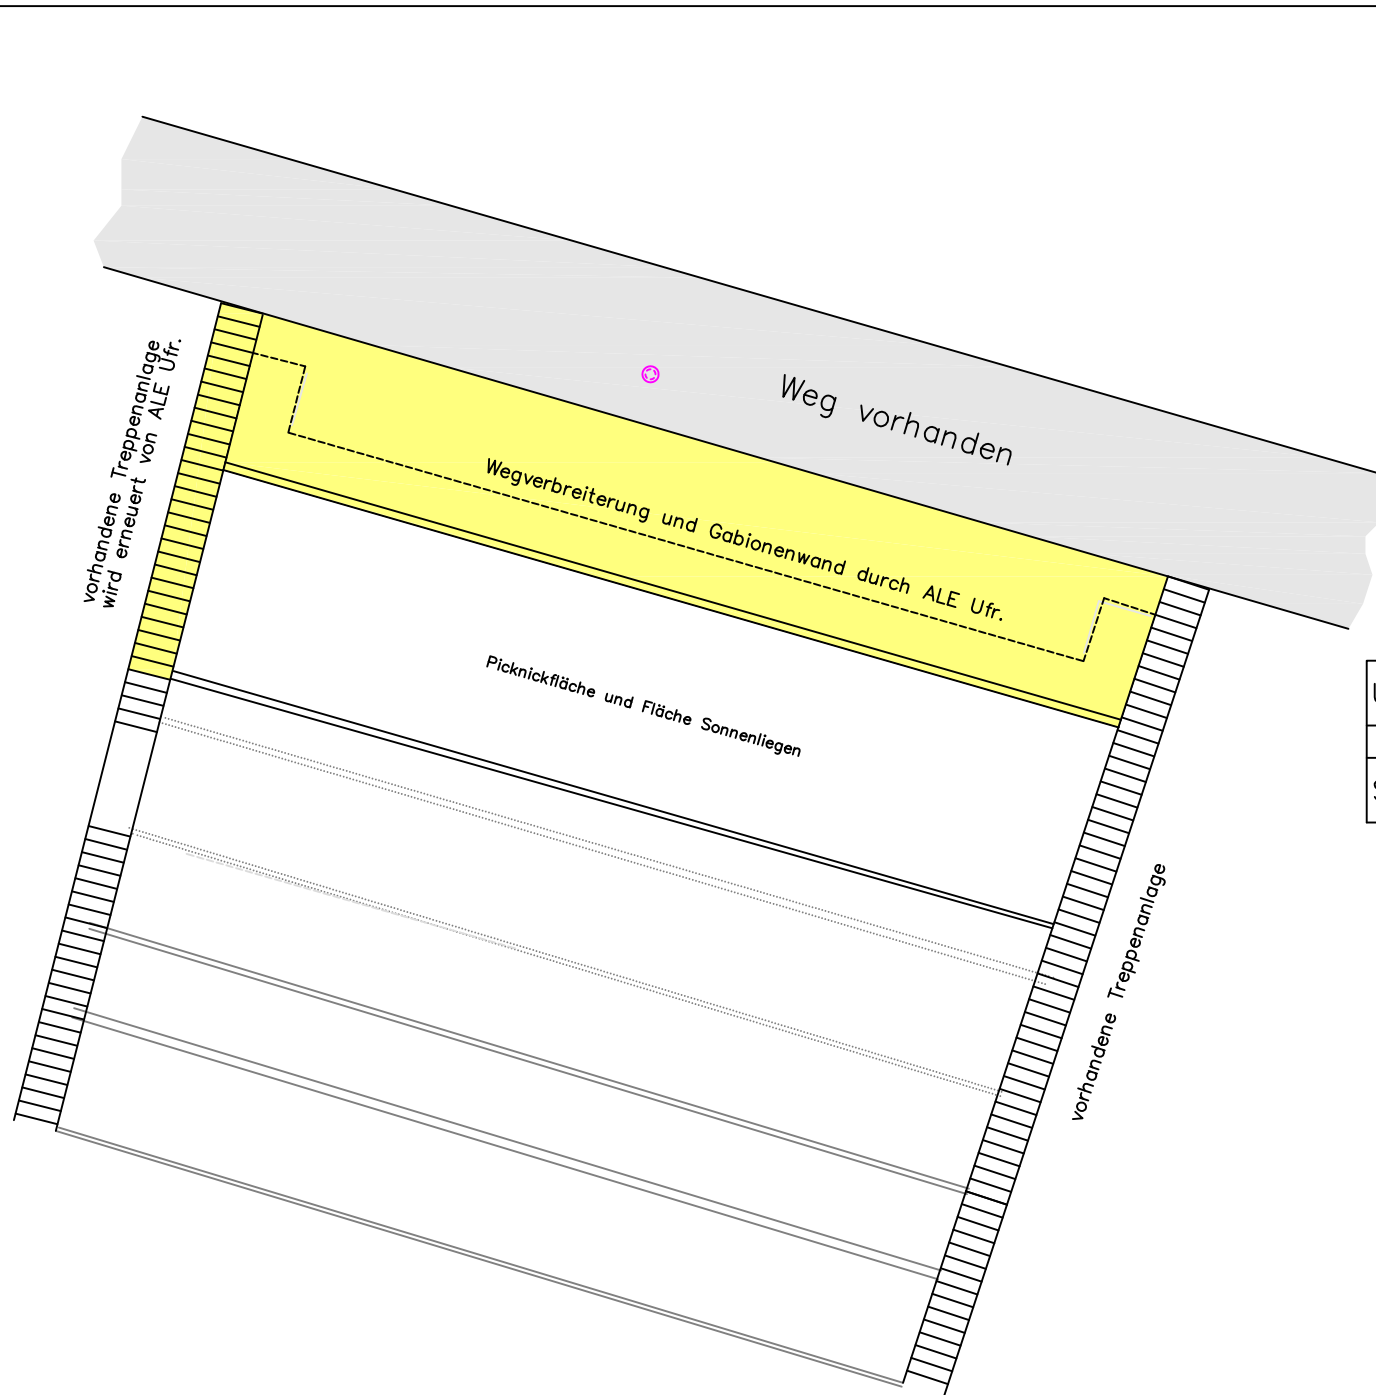 vorhandene Treppenanlage
wird erneuert von ALE Ufr.
Weg vorhanden
Wegverbreiterung und Gabionenwand durch ALE Ufr.
Picknickfläche und Fläche Sonnenliegen
vorhandene Treppenanlage